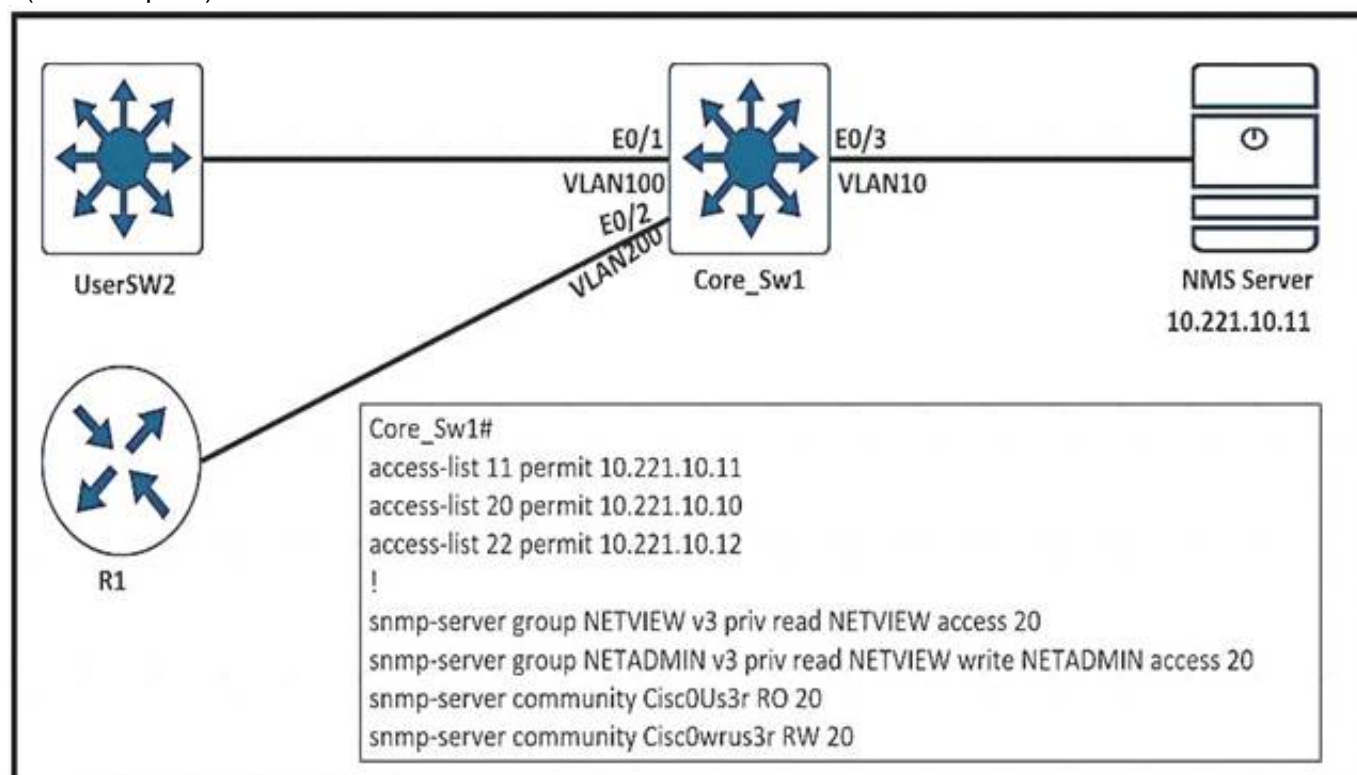 E0/1
E0/3
VLAN100
VLAN10
E0/2
VLAN200
UserSW2
Core_Sw1
NMS Server
10.221.10.11
R1
Core_Sw1#
access-list 11 permit 10.221.10.11
access-list 20 permit 10.221.10.10
access-list 22 permit 10.221.10.12
!
snmp-server group NETVIEW v3 priv read NETVIEW access 20
snmp-server group NETADMIN v3 priv read NETVIEW write NETADMIN access 20
snmp-server community Cisc0Us3r RO 20
snmp-server community Cisc0wrus3r RW 20